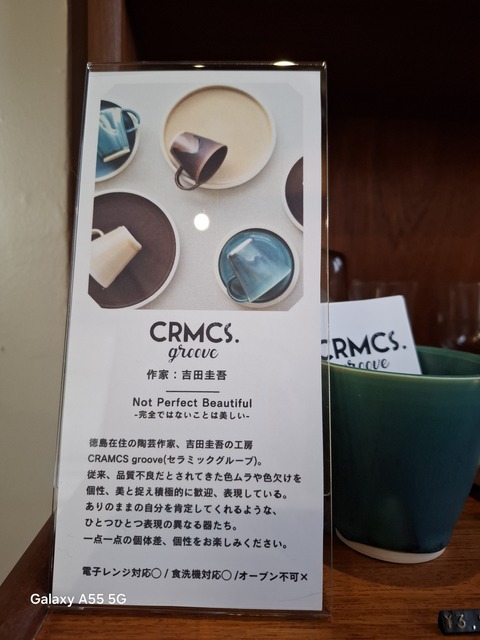 CRMCS.
groove
作家：吉田圭吾
Not Perfect Beautiful
-完全ではないことは美しい-
徳島在住の陶芸作家、吉田圭吾の工房
CRAMCS groove(セラミックグルーブ)。
従来、品質不良だとされてきた色ムラや色欠けを
個性、美と捉え積極的に歓迎、表現している。
ありのままの自分を肯定してくれるような、
ひとつひとつ表現の異なる器たち。
一点一点の個体差、個性をお楽しみください。
電子レンジ対応〇 / 食洗機対応〇 /オーブン不可×
CRMCS.
groove
Galaxy A55 5G